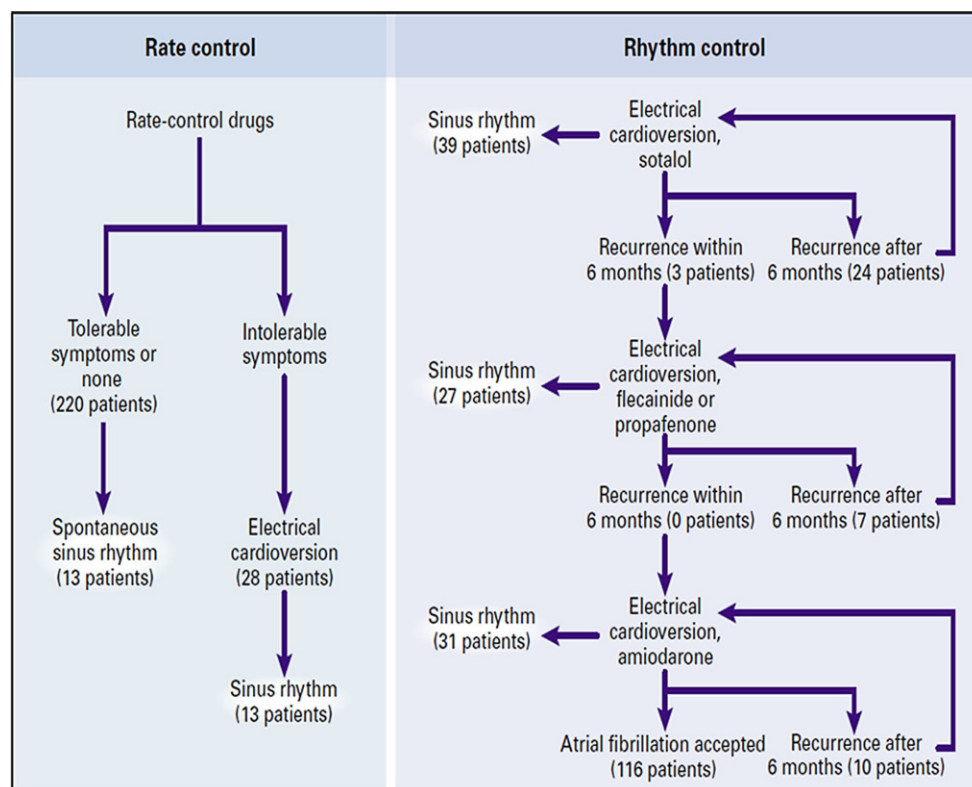 Rate control
Rate-control drugs
Tolerable
symptoms or
none
(220 patients)
Intolerable
symptoms
Spontaneous
sinus rhythm
(13 patients)
Electrical
cardioversion
(28 patients)
Sinus rhythm
(13 patients)
Rhythm control
Sinus rhythm
(39 patients)
Electrical
cardioversion,
sotalol
Recurrence within
6 months (3 patients)
Recurrence after
6 months (24 patients)
Sinus rhythm
(27 patients)
Electrical
cardioversion,
flecainide or
propafenone
Recurrence within
6 months (0 patients)
Recurrence after
6 months (7 patients)
Sinus rhythm
(31 patients)
Electrical
cardioversion,
amiodarone
Atrial fibrillation accepted
(116 patients)
Recurrence after
6 months (10 patients)